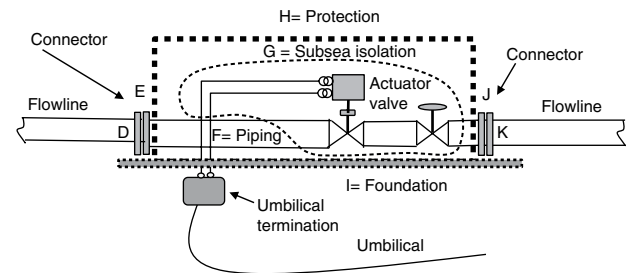 H= Protection
Connector
G = Subsea isolation
Connector
E
Actuator
valve
J
Flowline
Flowline
D
F= Piping
K
I= Foundation
Umbilical
termination
Umbilical